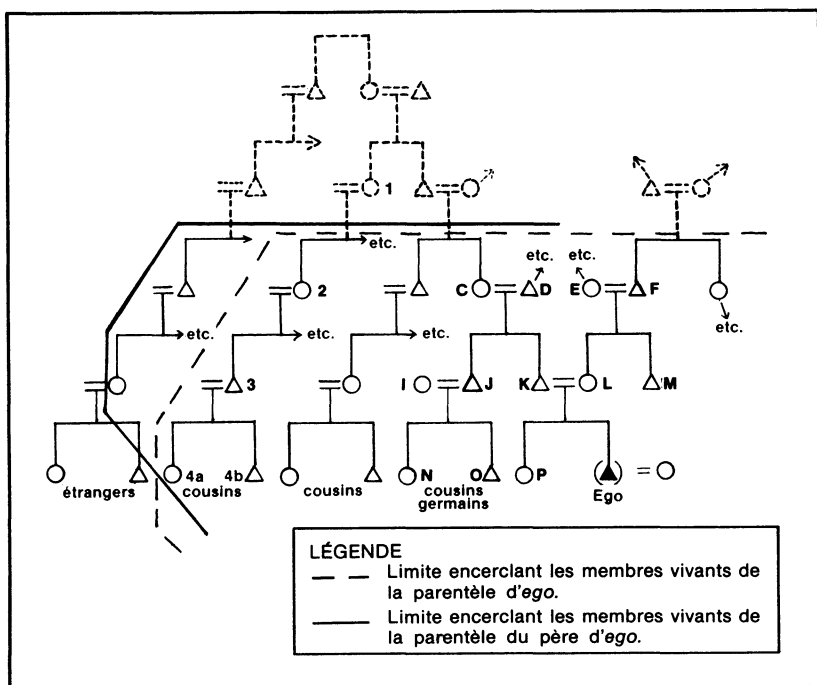 1
etc.
etc.
etc.
2
C
D
E
F
etc.
etc.
etc.
etc.
3
I
J
K
L
M
4a
4b
N
O
P
étrangers
cousins
cousins
cousins
germains
Ego
LÉGENDE
Limite encerclant les membres vivants de
la parentèle d'ego.
Limite encerclant les membres vivants de
la parentèle du père d'ego.